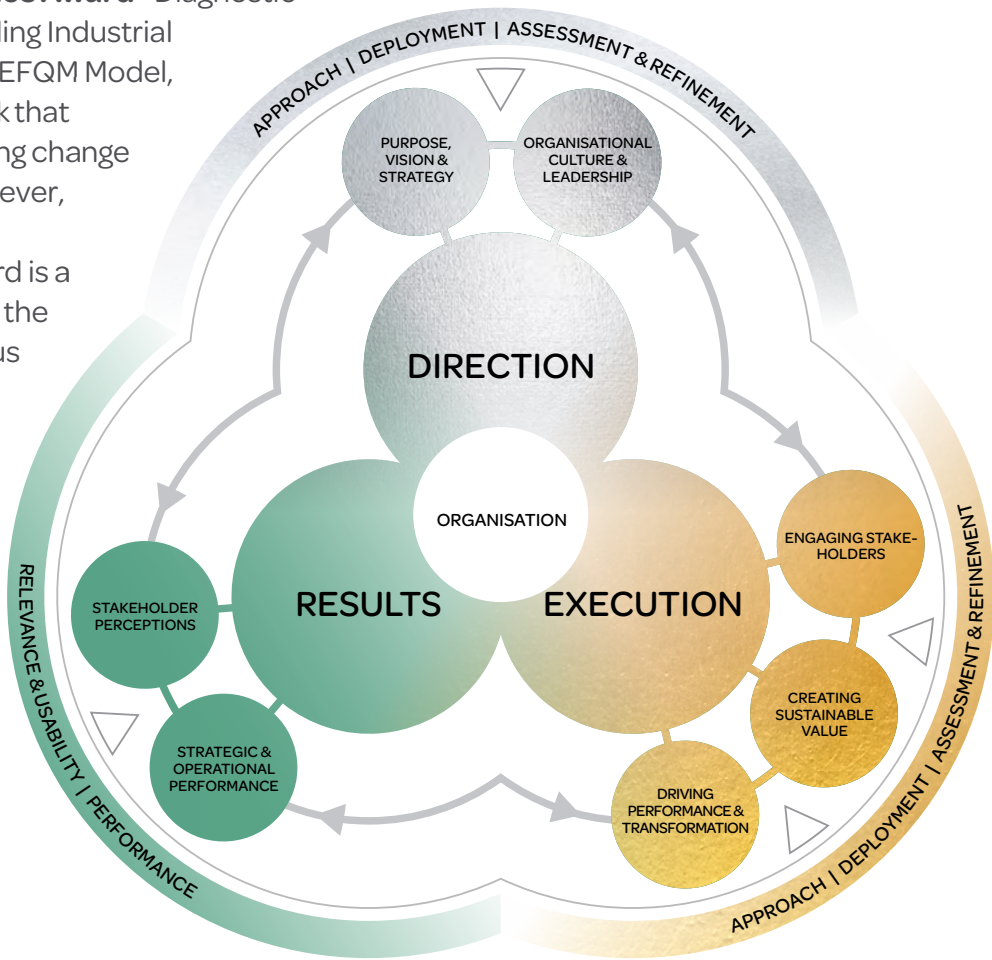 Award" Diagnostic
ling Industrial
EFQM Model,
k that
ng change
ever,
rd is a
the
us
APPROACH | DEPLOYMENT | ASSESSMENT & REFINEMENT
PURPOSE,
VISION &
STRATEGY
ORGANISATIONAL
CULTURE &
LEADERSHIP
DIRECTION
ORGANISATION
RESULTS
EXECUTION
ENGAGING STAKE-
HOLDERS
CREATING
SUSTAINABLE
VALUE
DRIVING
PERFORMANCE &
TRANSFORMATION
STAKEHOLDER
PERCEPTIONS
STRATEGIC &
OPERATIONAL
PERFORMANCE
RELEVANCE & USABILITY | PERFORMANCE
APPROACH | DEPLOYMENT | ASSESSMENT & REFINEMENT